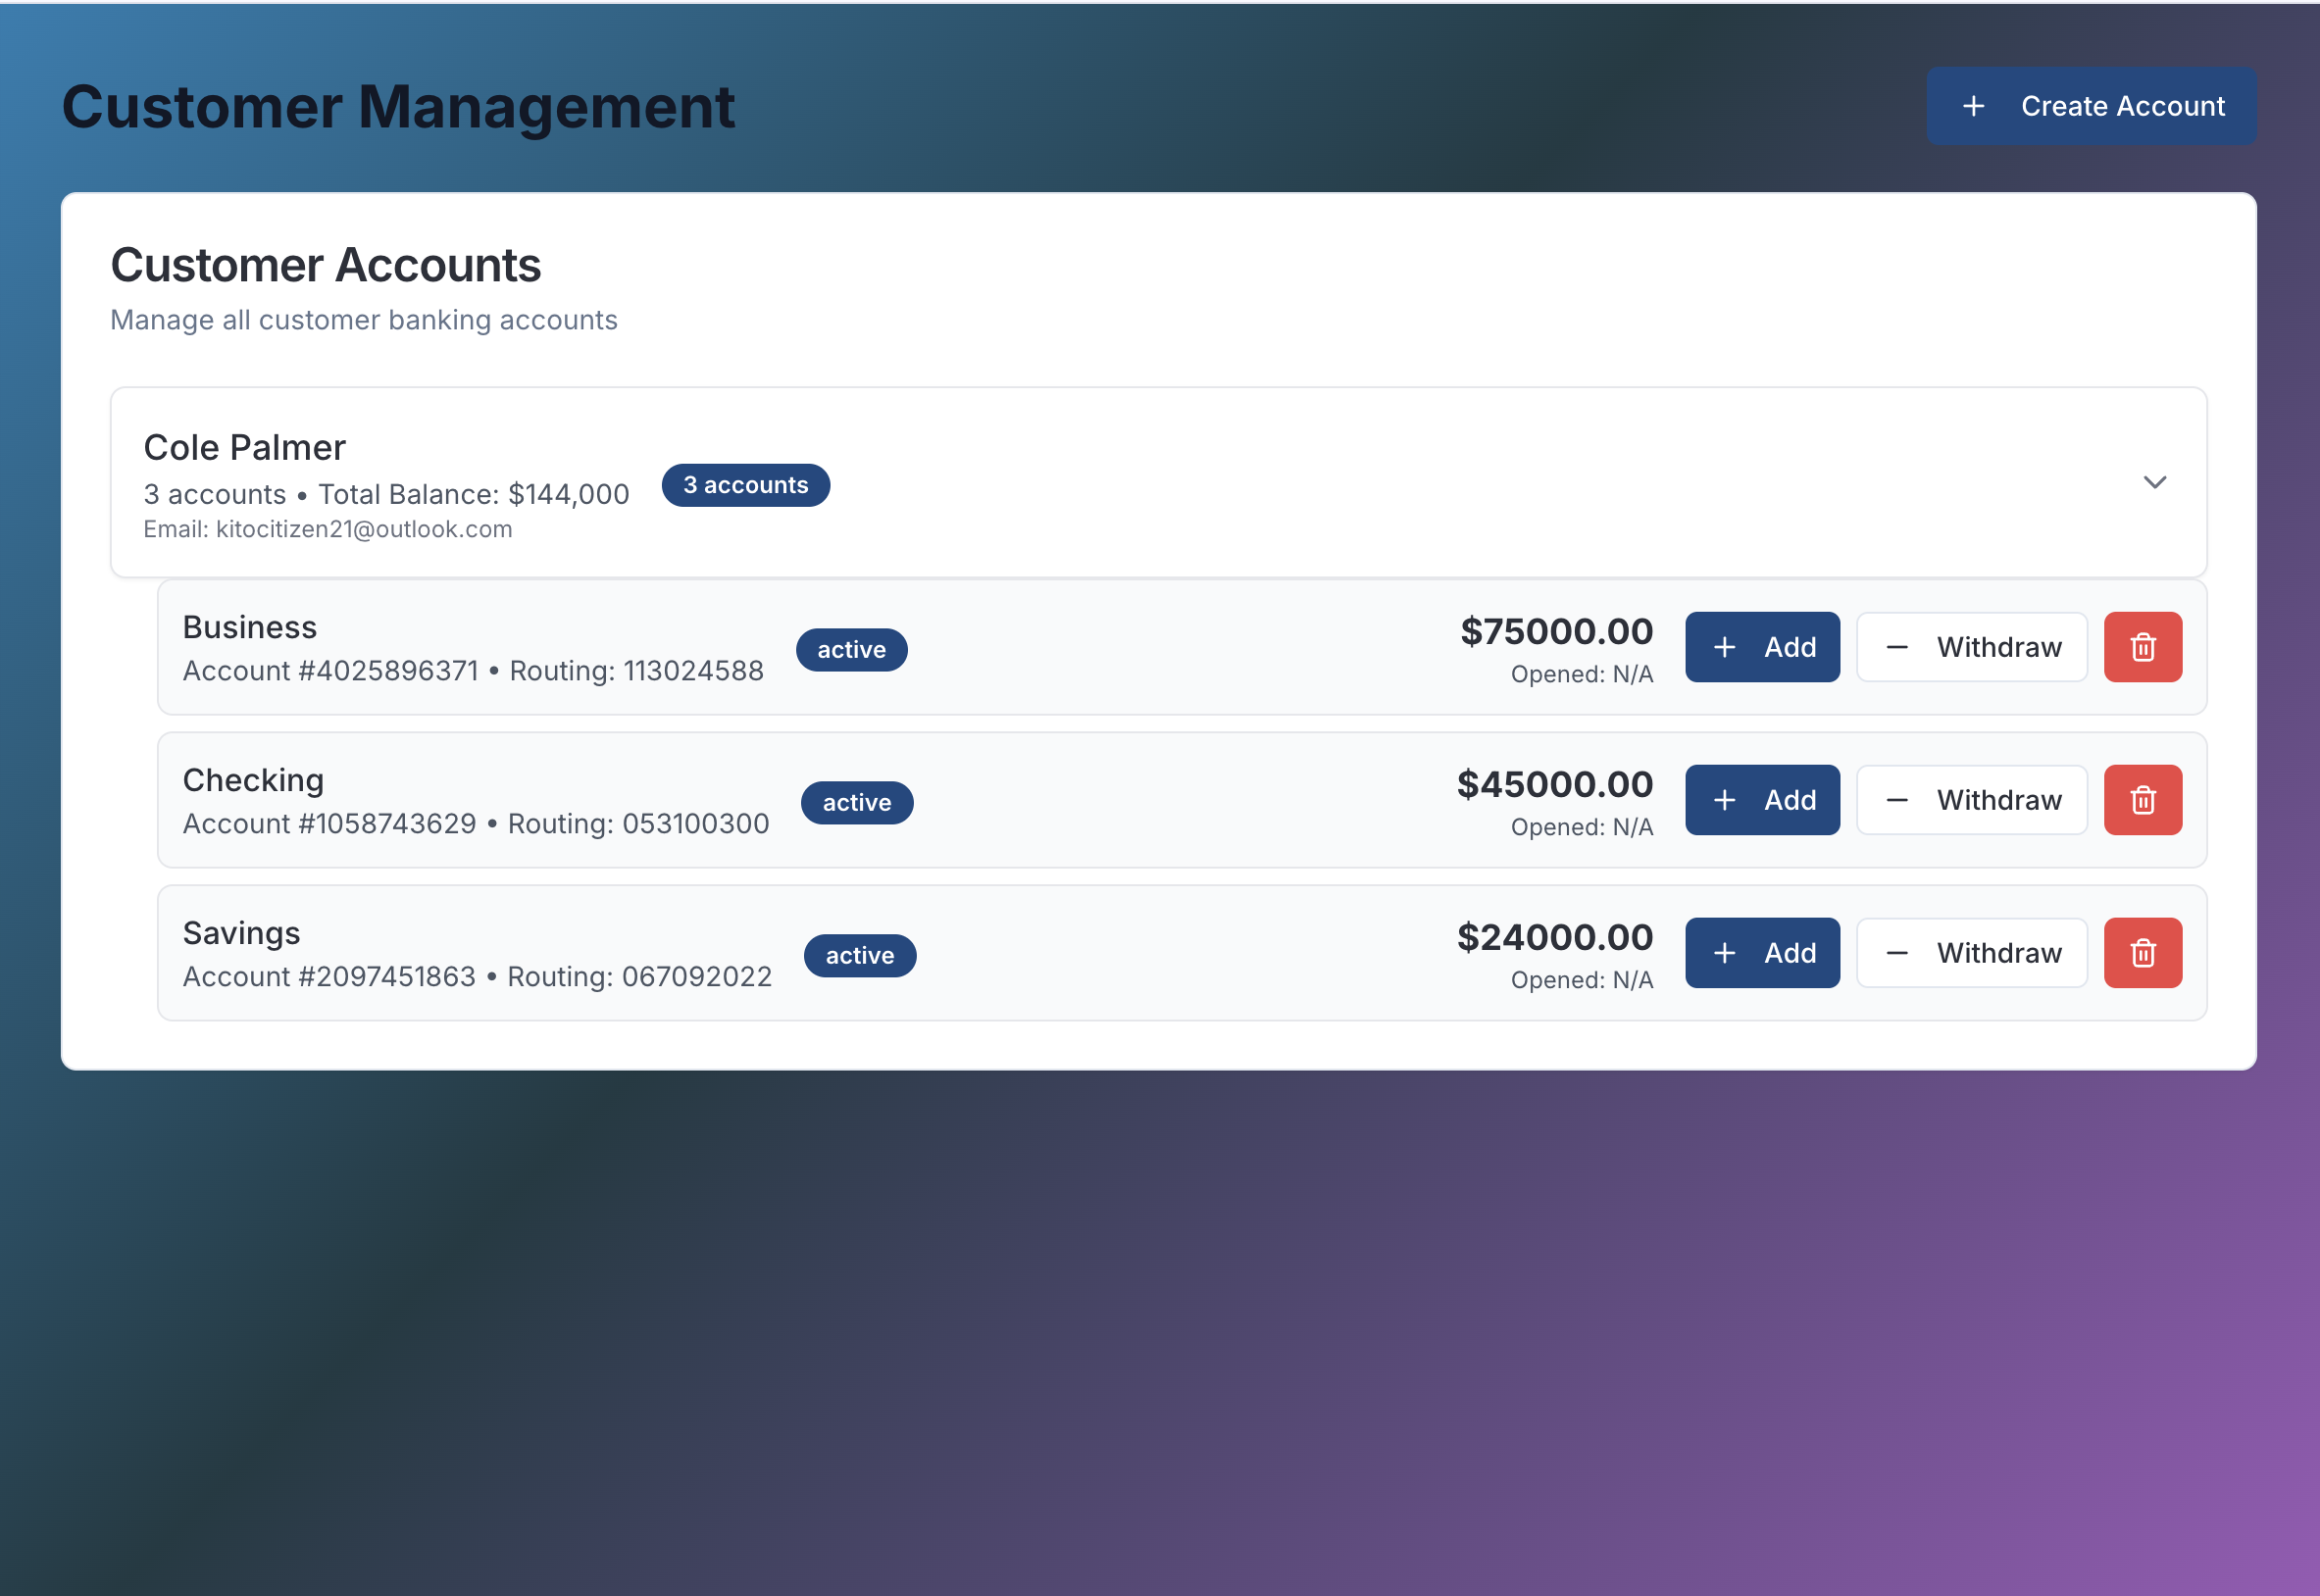 Customer Management
Create Account
Customer Accounts
Manage all customer banking accounts
Cole Palmer
3 accounts • Total Balance: $144,000
3 accounts
Email: kitocitizen21@outlook.com
Business
Account #4025896371 • Routing: 113024588
active
$75000.00
Opened: N/A
Add
Withdraw
Checking
Account #1058743629 • Routing: 053100300
active
$45000.00
Opened: N/A
Add
Withdraw
Savings
Account #2097451863 • Routing: 067092022
active
$24000.00
Opened: N/A
Add
Withdraw